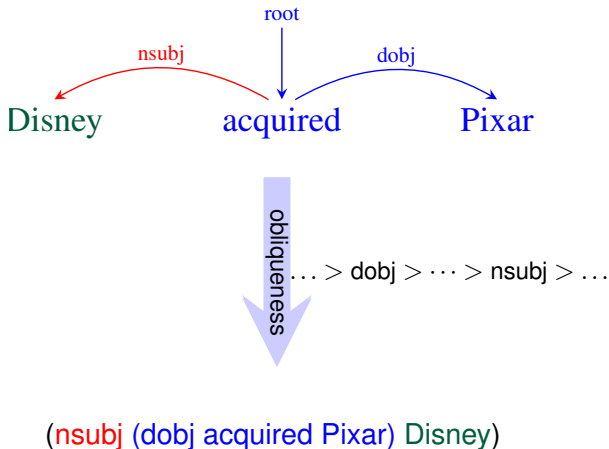 root
nsubj
dobj
Disney acquired Pixar
obliqueness
... > dobj > ⋯ > nsubj > ...
(nsubj (dobj acquired Pixar) Disney)